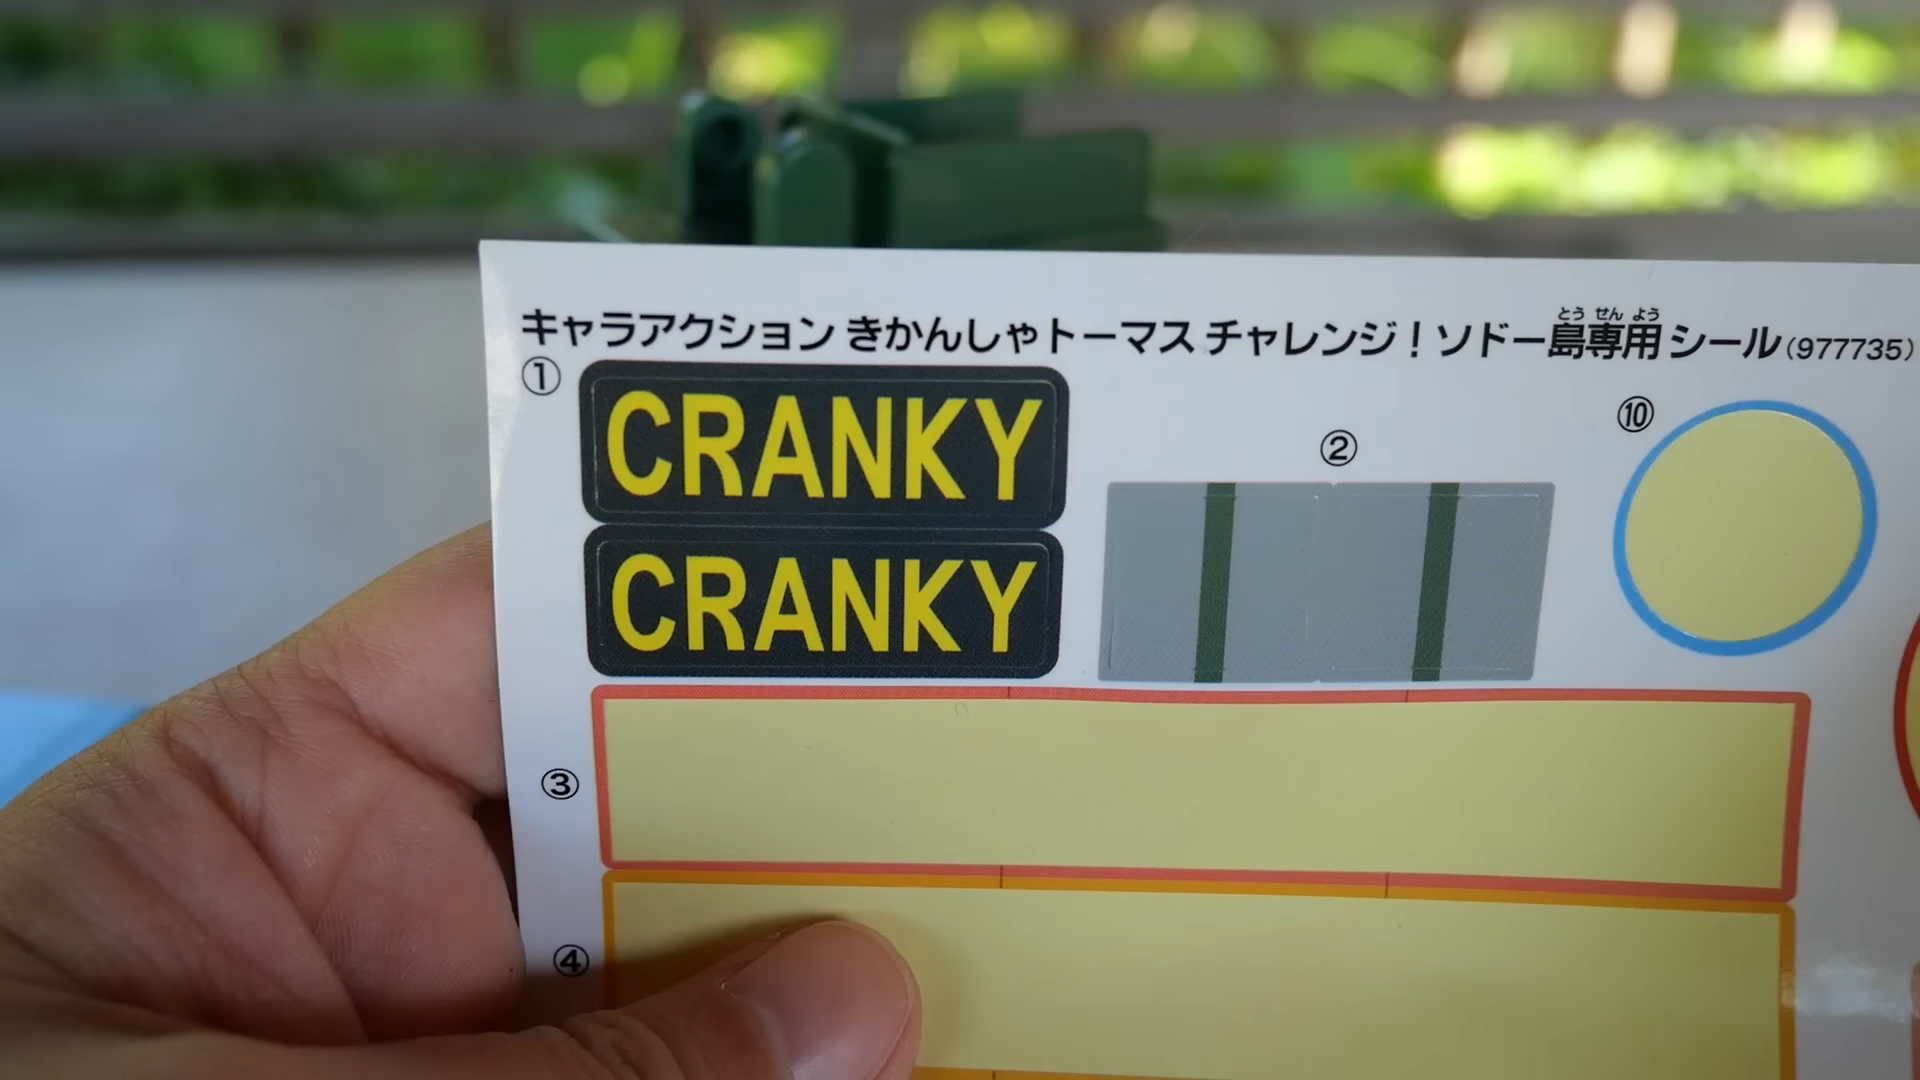 とう せん よう
キャラアクション きかんしゃトーマス チャレンジ！ソドー島専用 シール (977735)
①
CRANKY
CRANKY
②
⑩
③
④